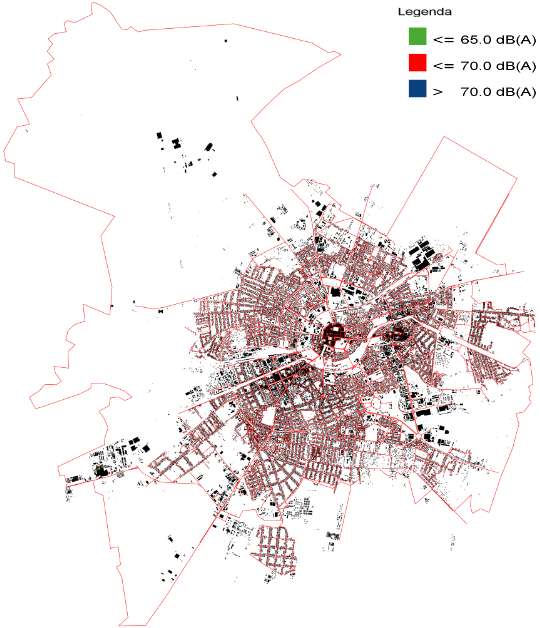 Legenda
<= 65.0 dB(A)
<= 70.0 dB(A)
> 70.0 dB(A)